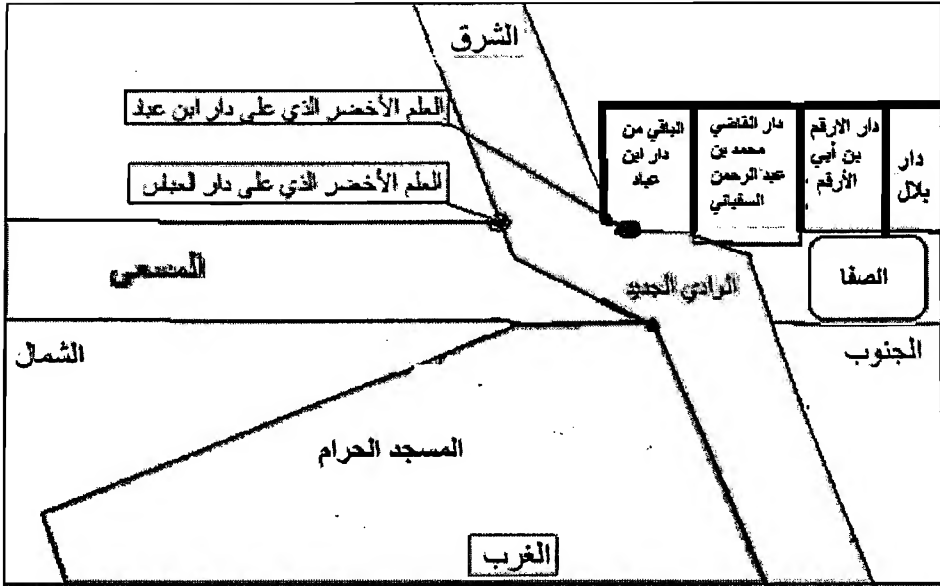 الشرق
العلم الأخضر الذي على دار ابن عباد
العلم الأخضر الذي على دار العباس
الباقي من
دار ابن
عباد
دار القاضي
محمد بن
عبد الرحمن
السفياني
دار الارقم
بن أبي
الأرقم
دار
بلال
الصفا
الوادي الجديد
المسعى
الشمال
الجنوب
المسجد الحرام
الغرب